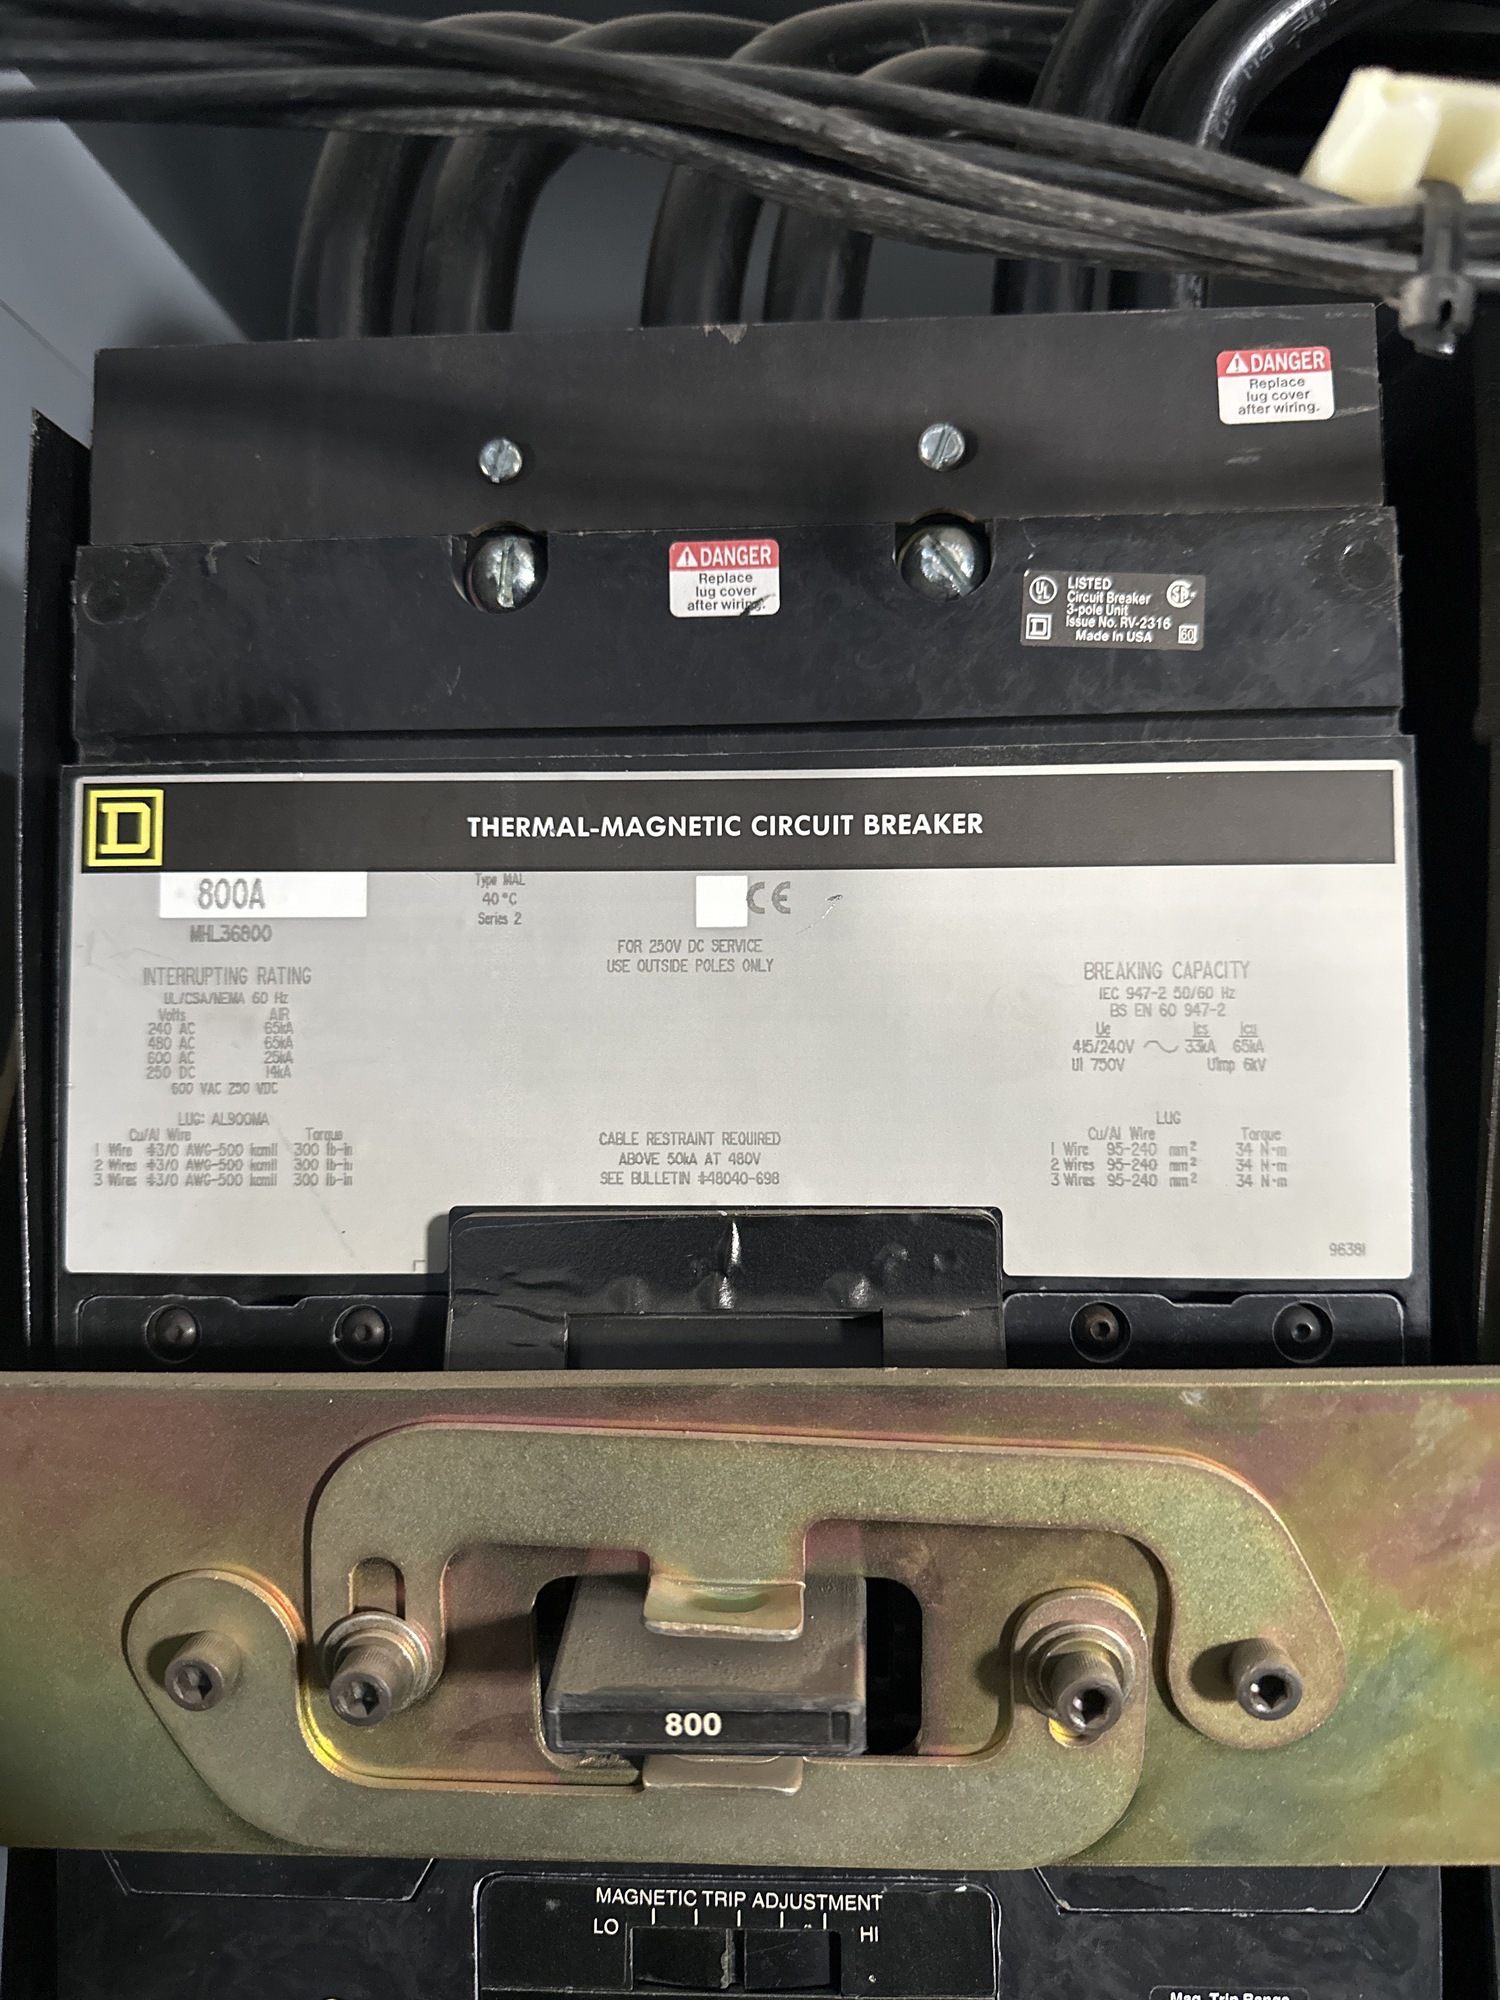 DANGER
Replace
lug cover
after wiring.
DANGER
Replace
lug cover
after wiring.
UL
LISTED
Circuit Breaker
3-pole Unit
Issue No. RV-2316
Made in USA
60
D
THERMAL-MAGNETIC CIRCUIT BREAKER
800A
MHL36800
Type MAL
40 °C
Series 2
CE
FOR 250V DC SERVICE
USE OUTSIDE POLES ONLY
INTERRUPTING RATING
UL/CSA/NEMA 60 Hz
Volts AIR
240 AC 65kA
480 AC 65kA
600 AC 25kA
250 DC 14kA
600 VAC 250 VDC
LUG: AL900MA
Cu/Al Wire Torque
1 Wire #3/0 AWG-500 kcmil 300 lb-in
2 Wires #3/0 AWG-500 kcmil 300 lb-in
3 Wires #3/0 AWG-500 kcmil 300 lb-in
CABLE RESTRAINT REQUIRED
ABOVE 50kA AT 480V
SEE BULLETIN #48040-698
BREAKING CAPACITY
IEC 947-2 50/60 Hz
BS EN 60 947-2
Ue Ics Icu
415/240V ~ 33kA 65kA
Ui 750V Uimp 6kV
LUG
Cu/Al Wire Torque
1 Wire 95-240 mm² 34 N·m
2 Wires 95-240 mm² 34 N·m
3 Wires 95-240 mm² 34 N·m
96381
800
MAGNETIC TRIP ADJUSTMENT
LO HI
Mag. Trip Range